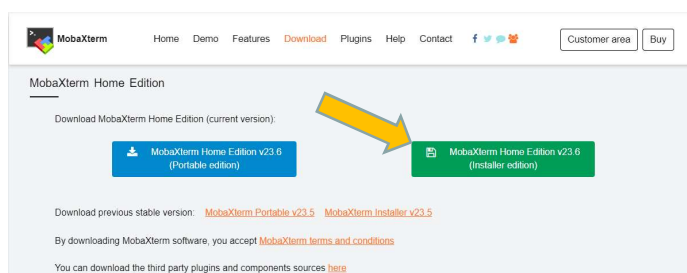 MobaXterm Home Demo Features Download Plugins Help Contact Customer area Buy
MobaXterm Home Edition
Download MobaXterm Home Edition (current version):
MobaXterm Home Edition v23.6
(Portable edition)
MobaXterm Home Edition v23.6
(Installer edition)
Download previous stable version: MobaXterm Portable v23.5 MobaXterm Installer v23.5
By downloading MobaXterm software, you accept MobaXterm terms and conditions
You can download the third party plugins and components sources here